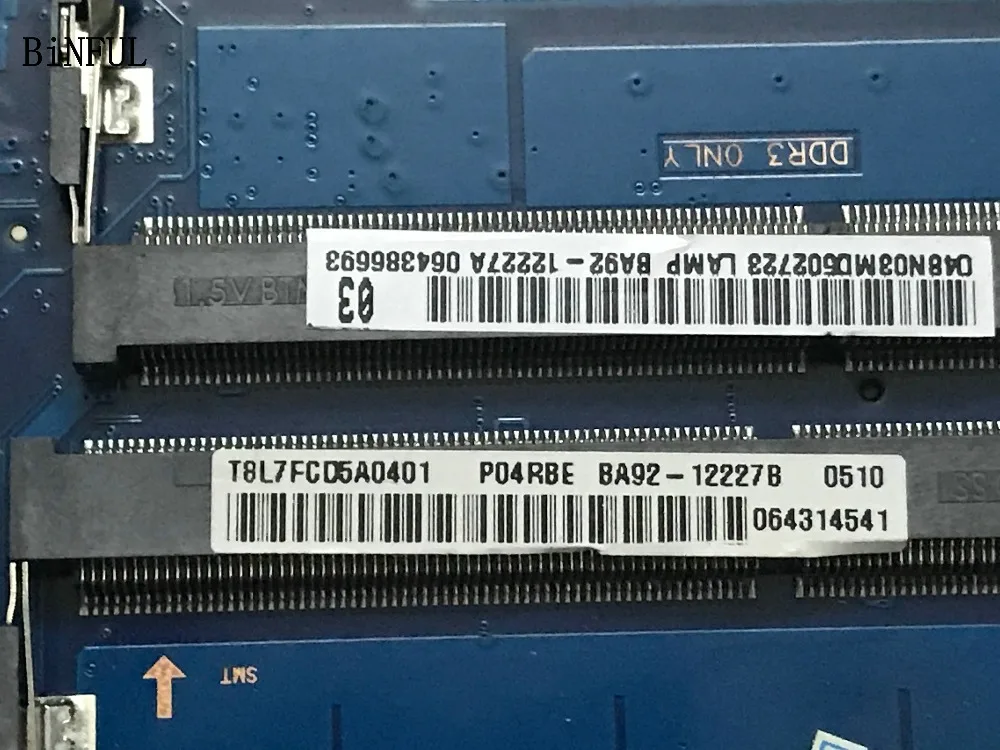 BiNFUL
DDR3 ONLY
048N03MD502723 LAMP BA92-12227A 064386693
03
1.5V
T8L7FCD5A0401 P04RBE BA92-12227B 0510
064314541
SMT